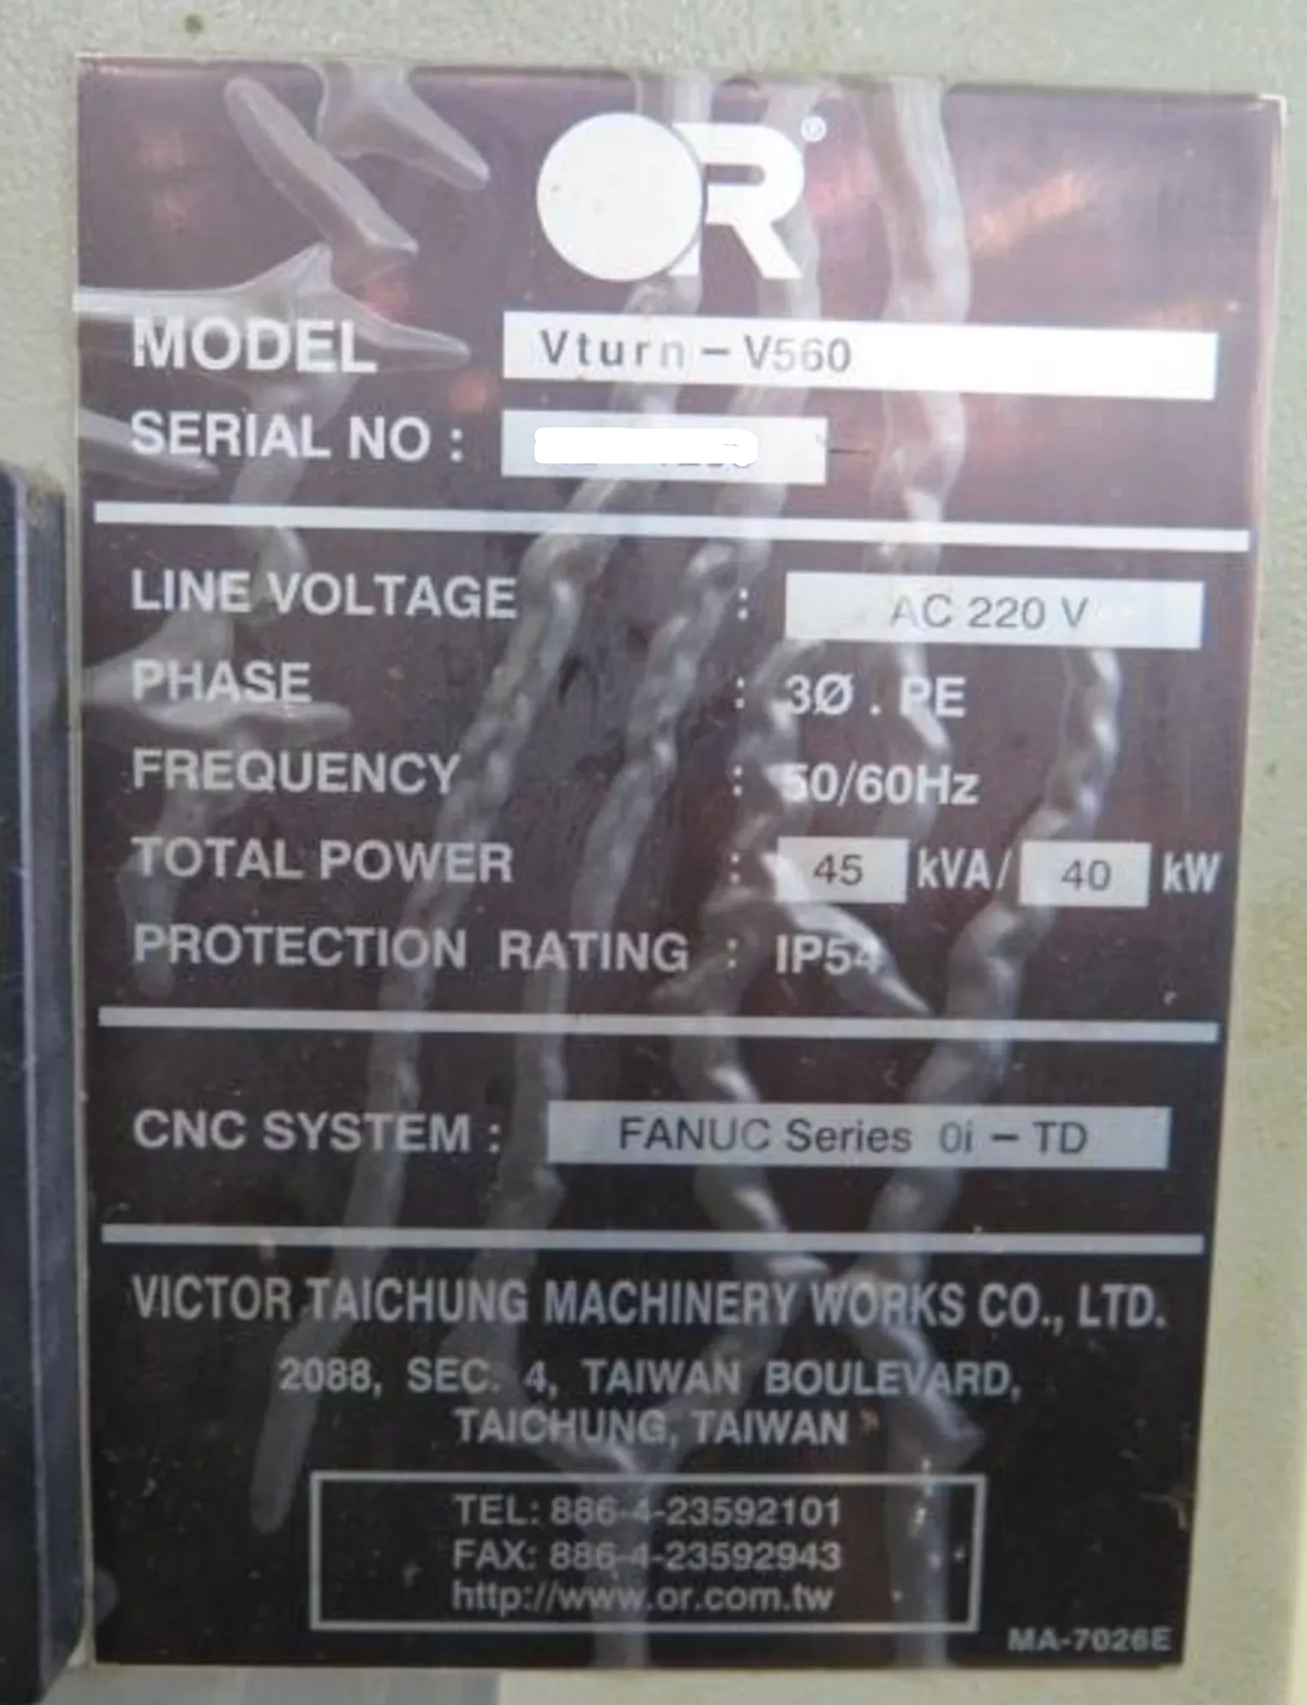 OR®
MODEL Vturn-V560
SERIAL NO :
LINE VOLTAGE : AC 220 V
PHASE : 3Ø . PE
FREQUENCY : 50/60Hz
TOTAL POWER : 45 kVA/ 40 kW
PROTECTION RATING : IP54
CNC SYSTEM : FANUC Series 0i - TD
VICTOR TAICHUNG MACHINERY WORKS CO., LTD.
2088, SEC. 4, TAIWAN BOULEVARD,
TAICHUNG, TAIWAN
TEL: 886-4-23592101
FAX: 886-4-23592943
http://www.or.com.tw
MA-7026E